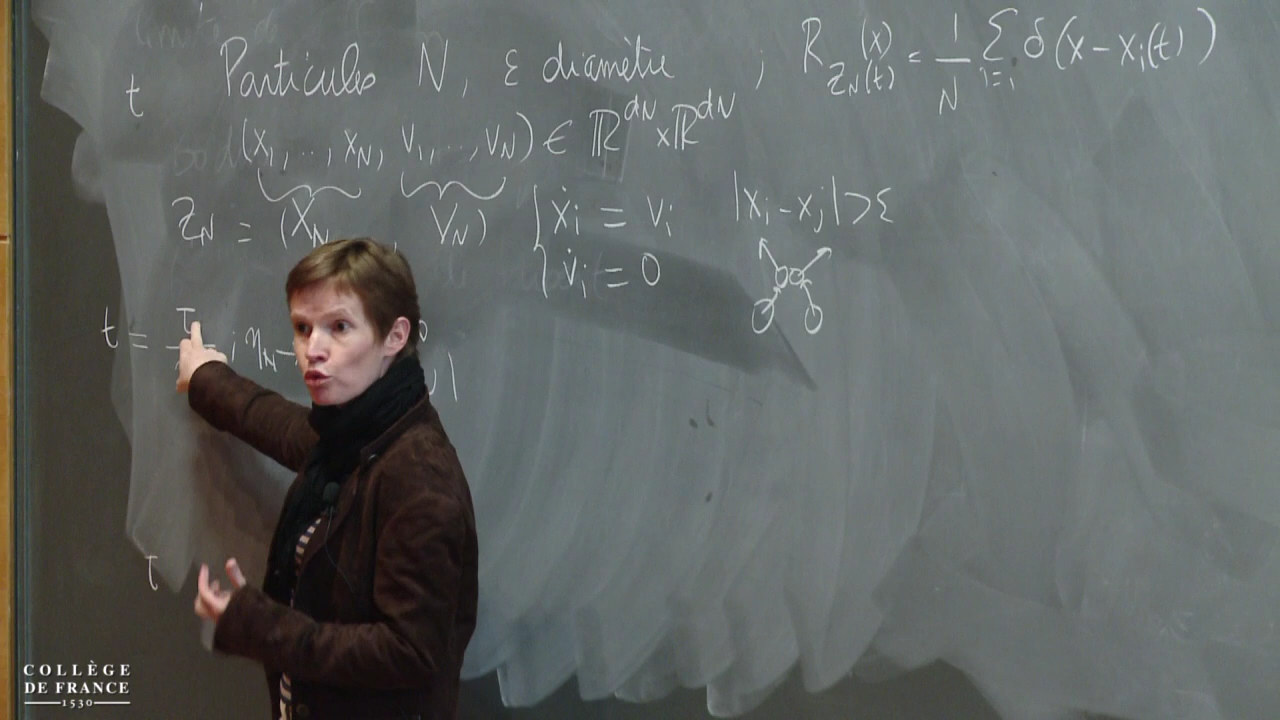 t Particules N, ε diamètre ; R_{Z_N(t)}(x) = 1/N Σ_{i=1} δ(x - x_i(t))
(x_1, .., x_N, v_1, .., v_N) ∈ ℝ^{dN} × ℝ^{dN}
Z_N = (X_N, V_N) { ẋ_i = v_i |x_i - x_j| > ε
v̇_i = 0
t = τ ; η_N
τ
COLLÈGE
DE FRANCE
1530